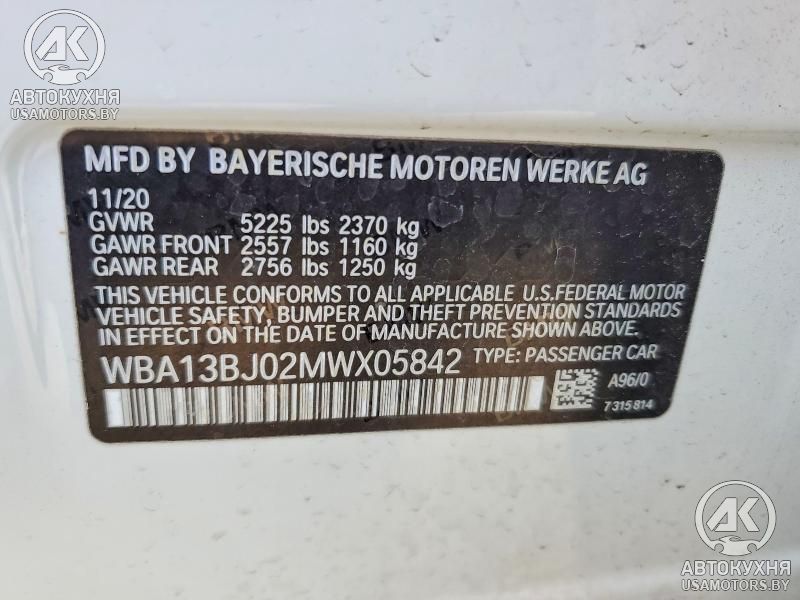 АК
АВТОКУХНЯ
USAMOTORS.BY
MFD BY BAYERISCHE MOTOREN WERKE AG
11/20
GVWR 5225 lbs 2370 kg
GAWR FRONT 2557 lbs 1160 kg
GAWR REAR 2756 lbs 1250 kg
THIS VEHICLE CONFORMS TO ALL APPLICABLE U.S.FEDERAL MOTOR
VEHICLE SAFETY, BUMPER AND THEFT PREVENTION STANDARDS
IN EFFECT ON THE DATE OF MANUFACTURE SHOWN ABOVE.
WBA13BJ02MWX05842 TYPE: PASSENGER CAR
A96/0
7315814
АК
АВТОКУХНЯ
USAMOTORS.BY